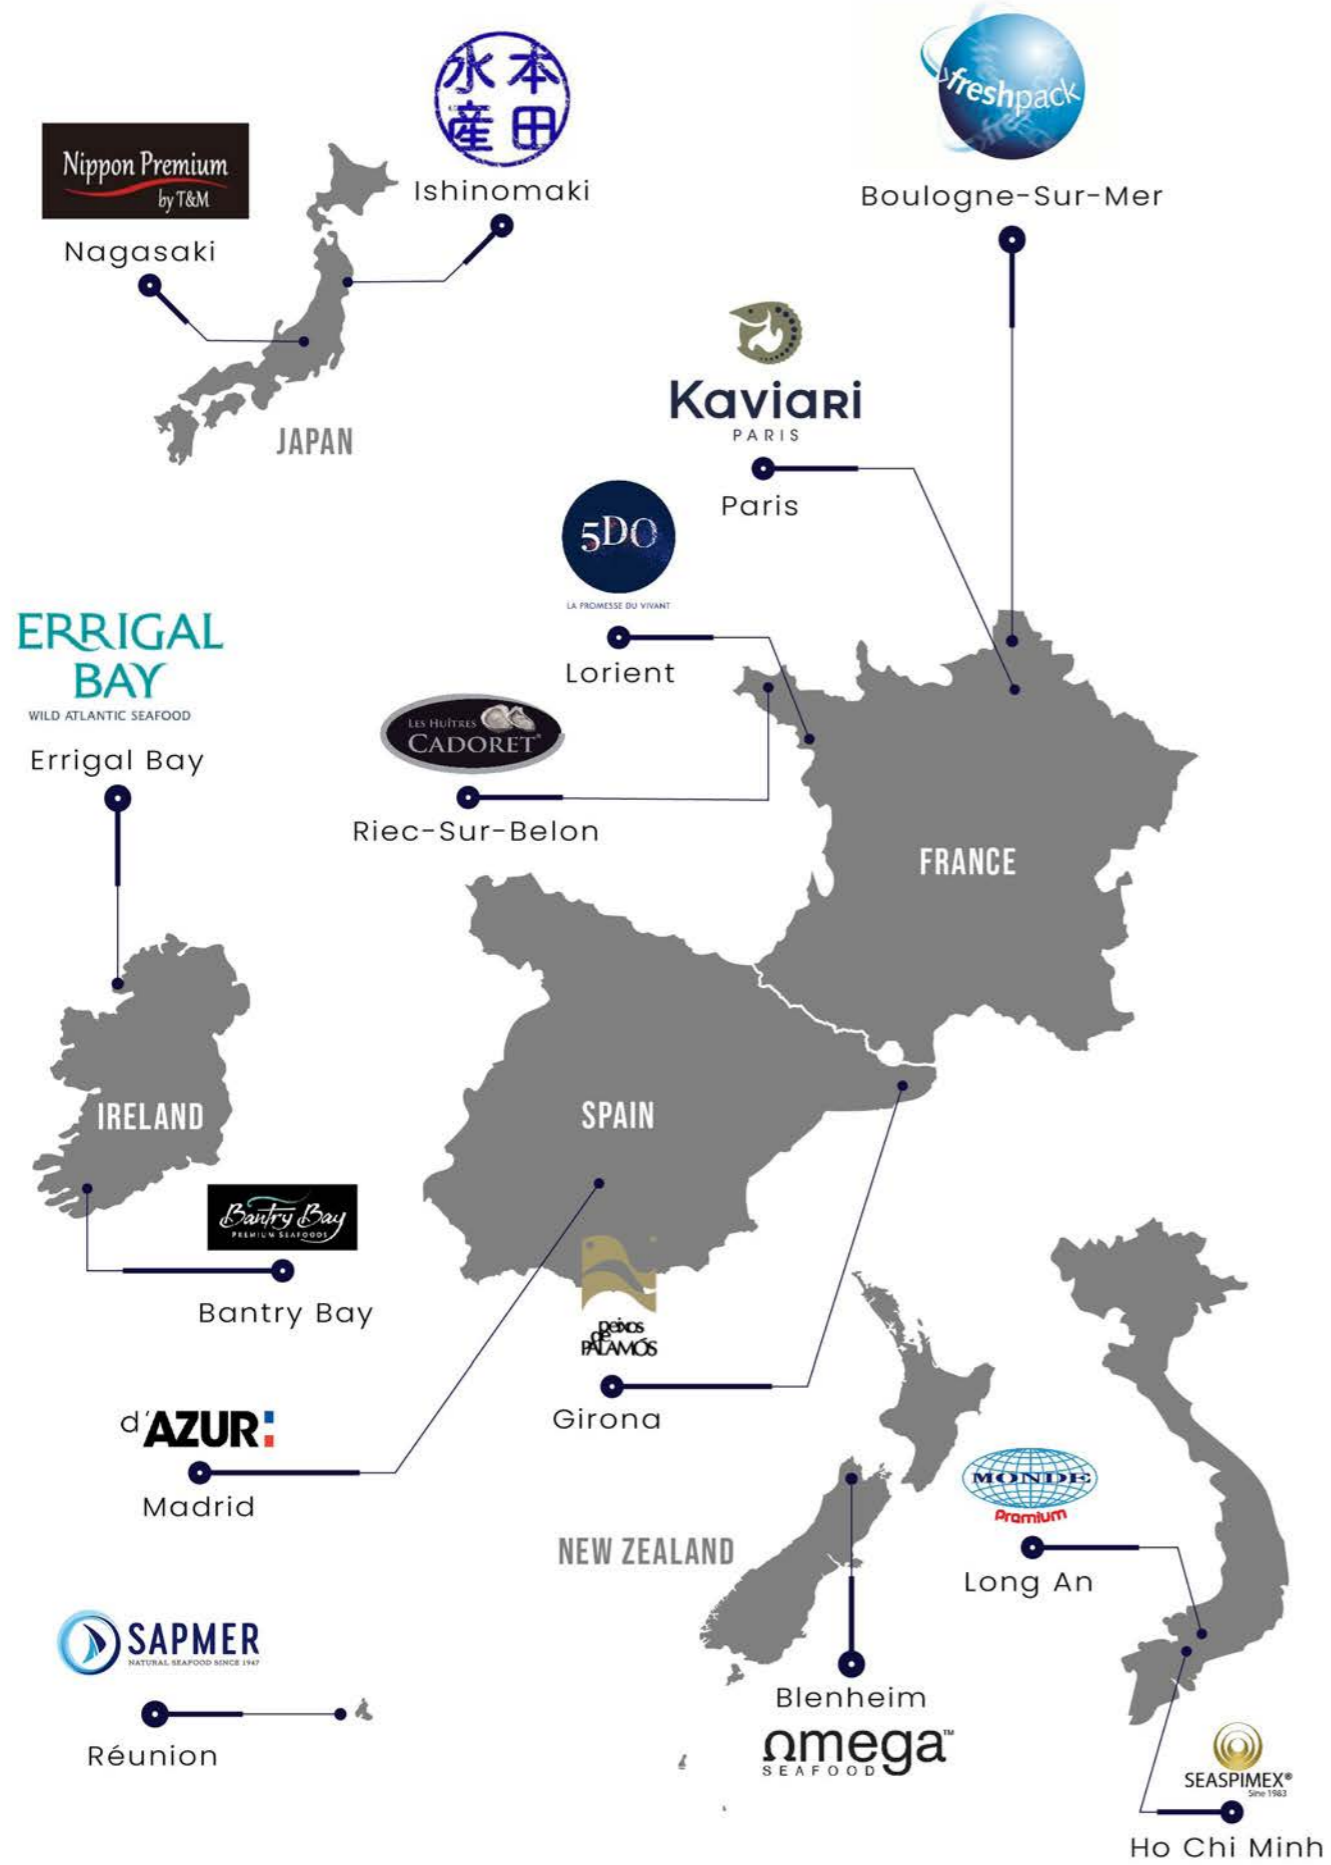 水本
産田
Ishinomaki
Nippon Premium
by T&M
Nagasaki
JAPAN
freshpack
Boulogne-Sur-Mer
KaviaRi
PARIS
Paris
5DO
LA PROMESSE DU VIVANT
Lorient
LES HUÎTRES
CADORET®
Riec-Sur-Belon
FRANCE
ERRIGAL
BAY
WILD ATLANTIC SEAFOOD
Errigal Bay
IRELAND
Bantry Bay
PREMIUM SEAFOODS
Bantry Bay
SPAIN
peixos
de
PALAMÓS
Girona
d'AZUR:
Madrid
SAPMER
NATURAL SEAFOOD SINCE 1947
Réunion
NEW ZEALAND
Blenheim
Ωmega™
SEAFOOD
MONDE
Premium
Long An
SEASPIMEX®
Sine 1983
Ho Chi Minh